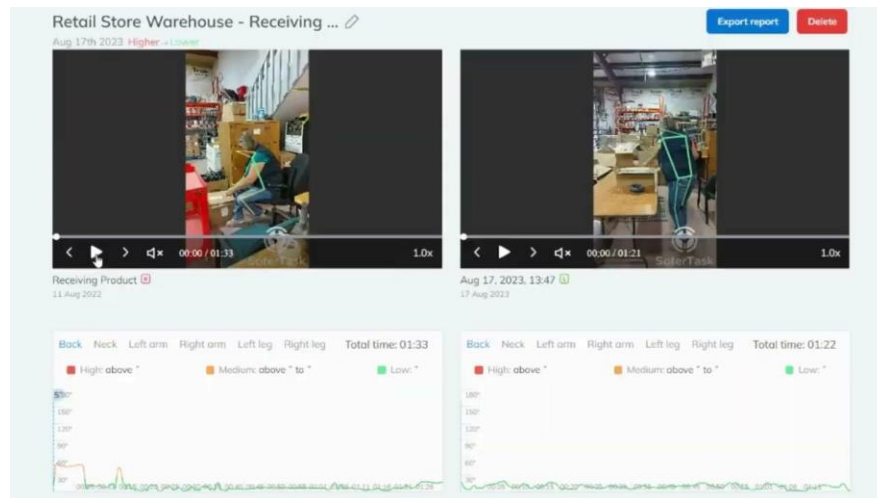 Retail Store Warehouse - Receiving ...
Export report
Delete
Aug 17th 2023 Higher → Lower
00:00 / 01:33
1.0x
SoterTask
00:00 / 01:21
1.0x
SoterTask
Receiving Product H
11 Aug 2022
Aug 17, 2023, 13:47 L
17 Aug 2023
Back Neck Left arm Right arm Left leg Right leg Total time: 01:33
High: above ° Medium: above ° to ° Low: °
150°
120°
90°
60°
30°
Back Neck Left arm Right arm Left leg Right leg Total time: 01:22
High: above ° Medium: above ° to ° Low: °
180°
150°
120°
90°
60°
30°